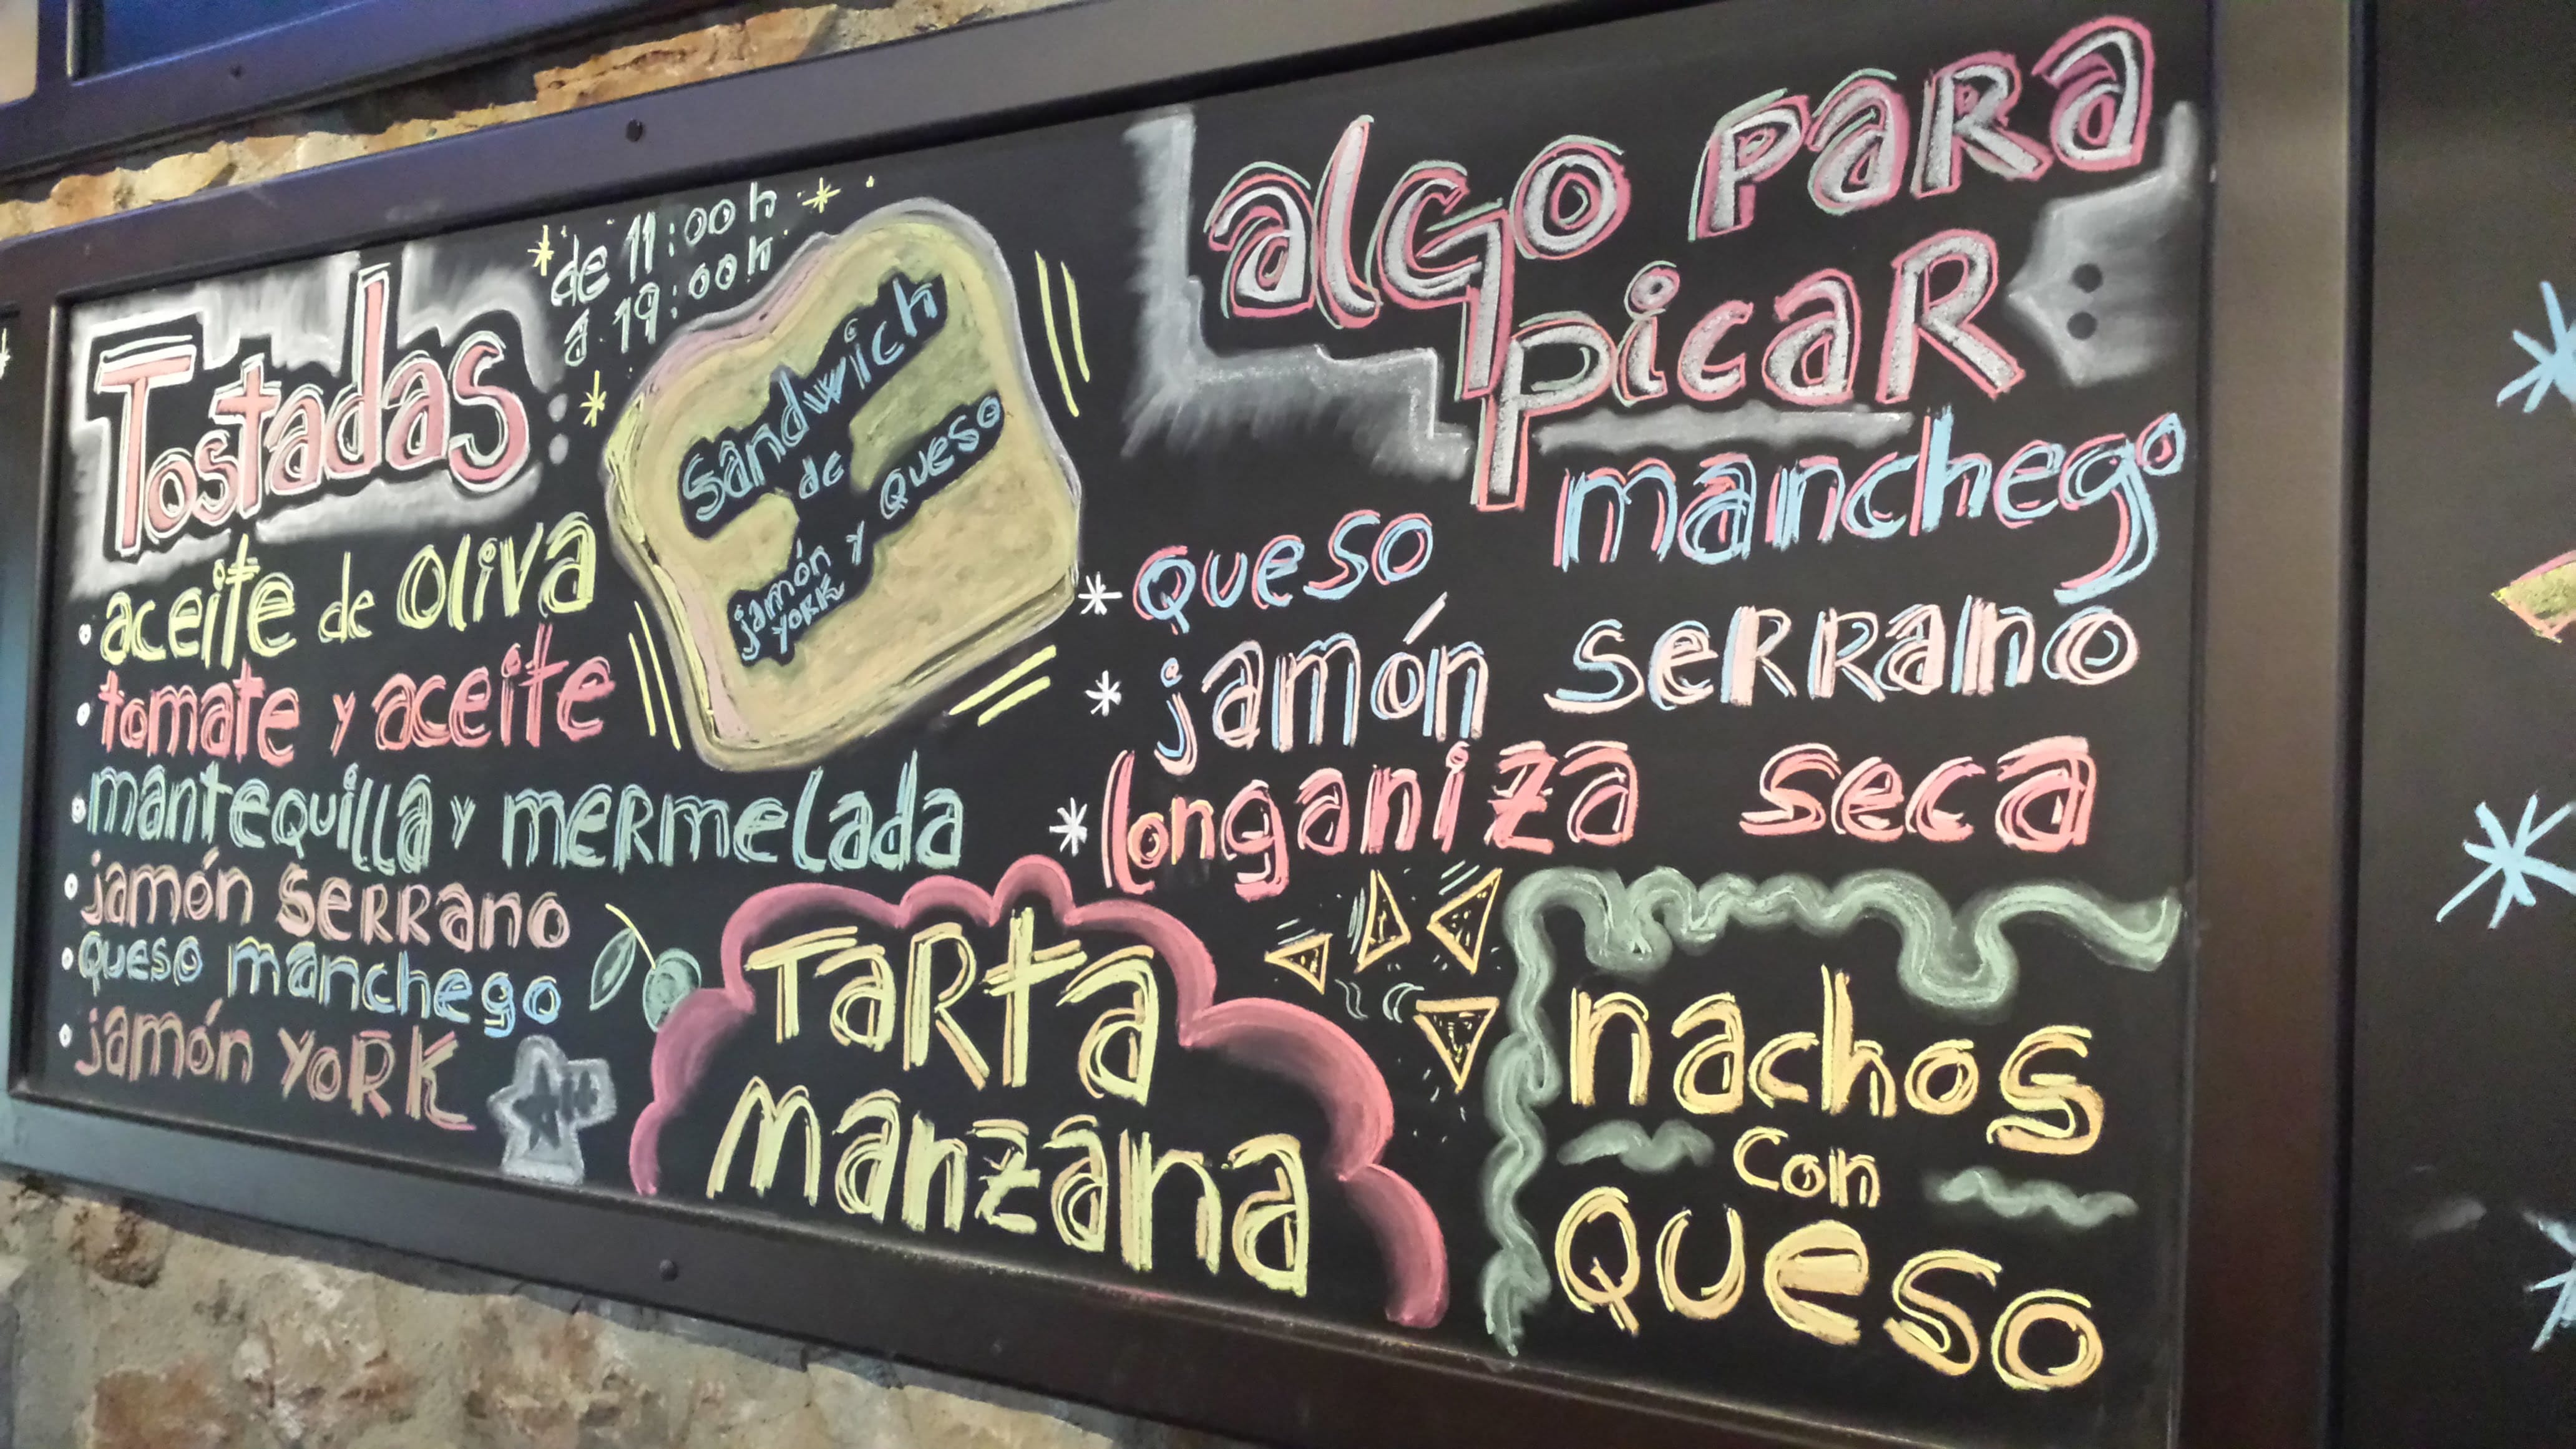 Tostadas:
de 11:00 h
a 19:00 h
aceite de oliva
tomate y aceite
mantequilla y mermelada
jamón serrano
queso manchego
jamón york
Sandwich
de
jamón y queso
york
algo para
picar:
* queso manchego
* jamón serrano
* longaniza seca
Tarta
manzana
nachos
con
queso